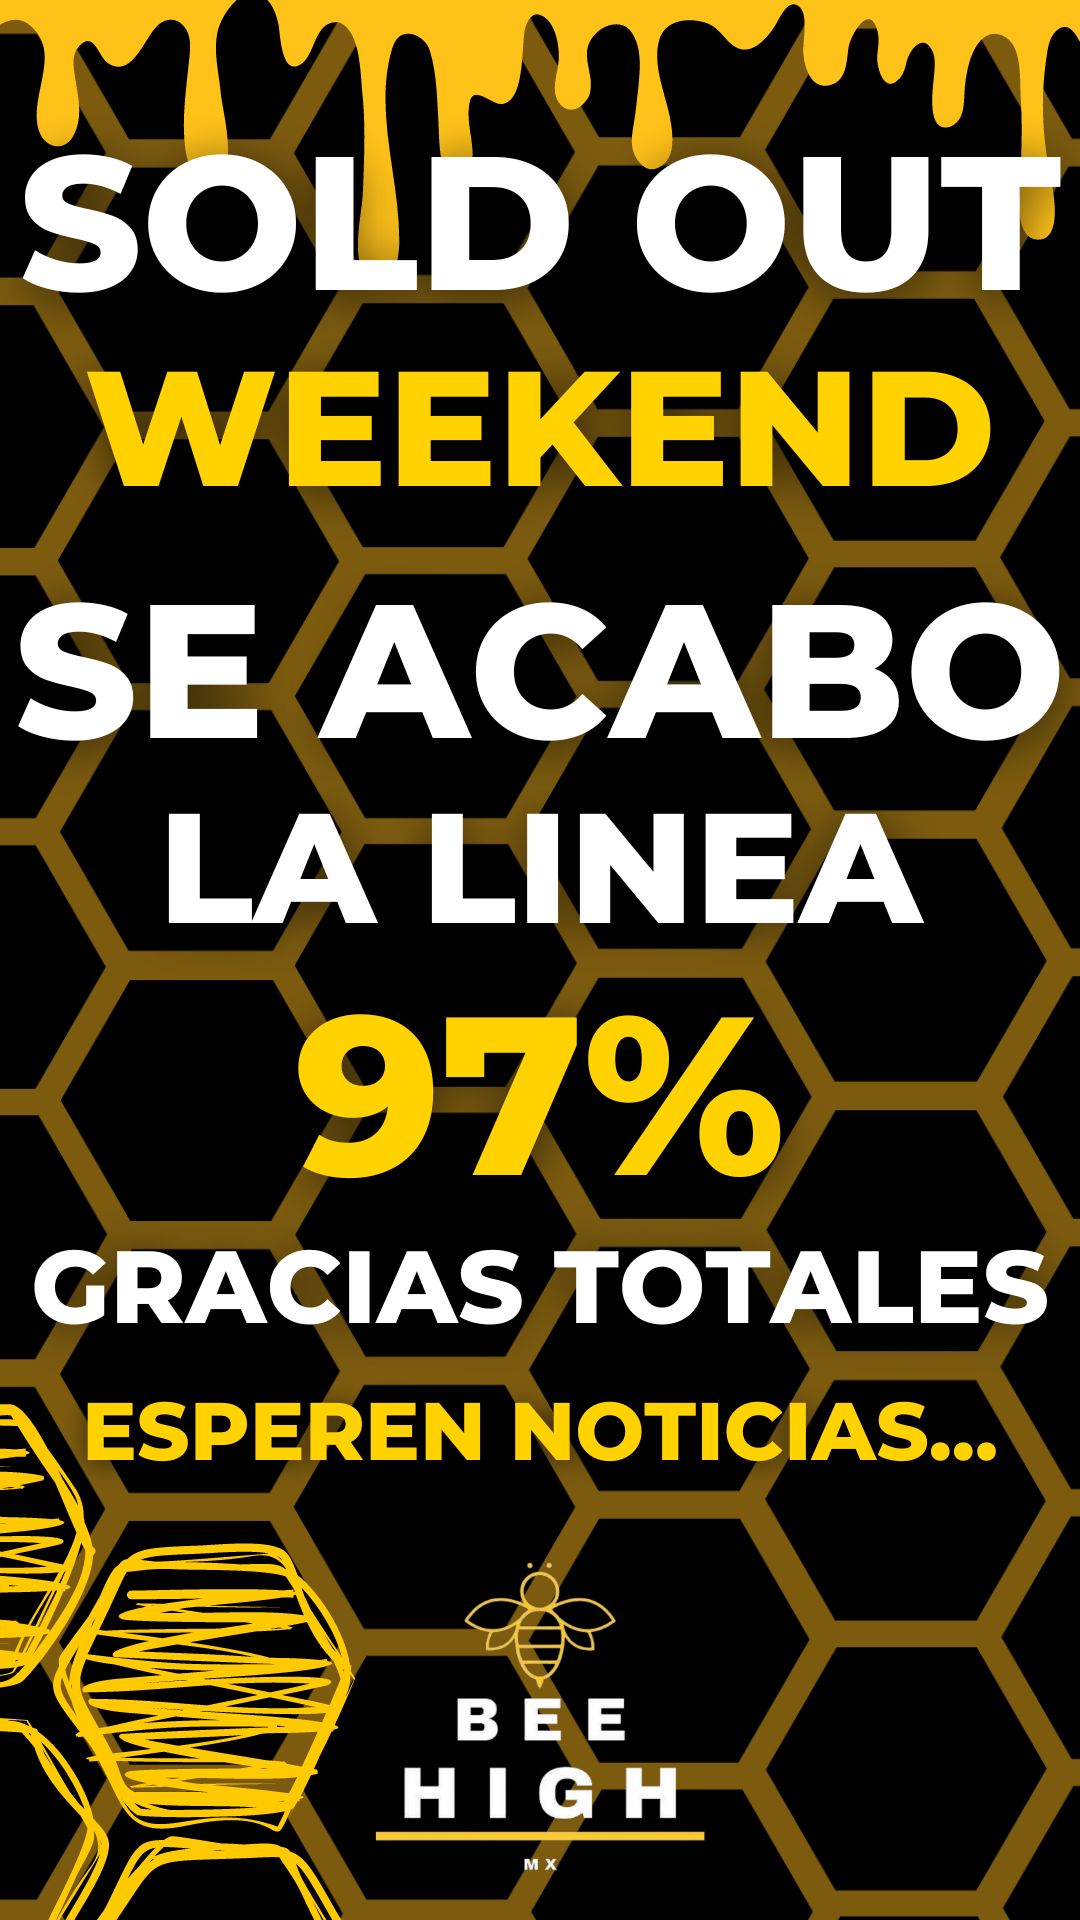 SOLD OUT
WEEKEND
SE ACABO
LA LINEA
97%
GRACIAS TOTALES
ESPEREN NOTICIAS...
BEE
HIGH
MX